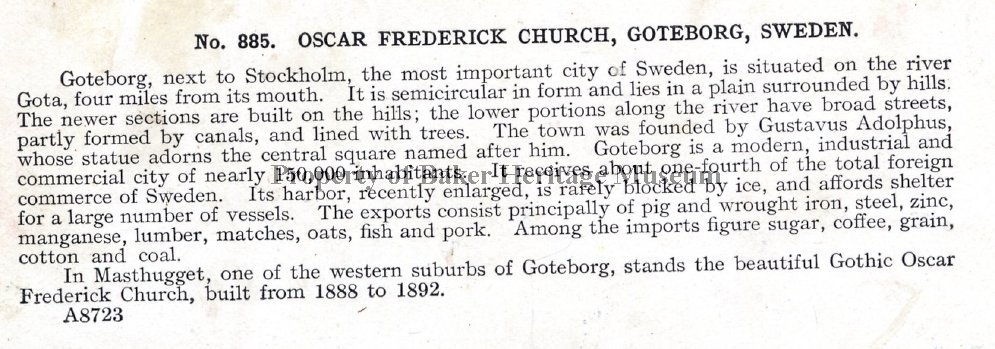 No. 885. OSCAR FREDERICK CHURCH, GOTEBORG, SWEDEN.
Goteborg, next to Stockholm, the most important city of Sweden, is situated on the river
Gota, four miles from its mouth. It is semicircular in form and lies in a plain surrounded by hills.
The newer sections are built on the hills; the lower portions along the river have broad streets,
partly formed by canals, and lined with trees. The town was founded by Gustavus Adolphus,
whose statue adorns the central square named after him. Goteborg is a modern, industrial and
commercial city of nearly 150,000 inhabitants. It receives about one-fourth of the total foreign
Property of Baker Heritage Museum
commerce of Sweden. Its harbor, recently enlarged, is rarely blocked by ice, and affords shelter
for a large number of vessels. The exports consist principally of pig and wrought iron, steel, zinc,
manganese, lumber, matches, oats, fish and pork. Among the imports figure sugar, coffee, grain,
cotton and coal.
In Masthugget, one of the western suburbs of Goteborg, stands the beautiful Gothic Oscar
Frederick Church, built from 1888 to 1892.
A8723